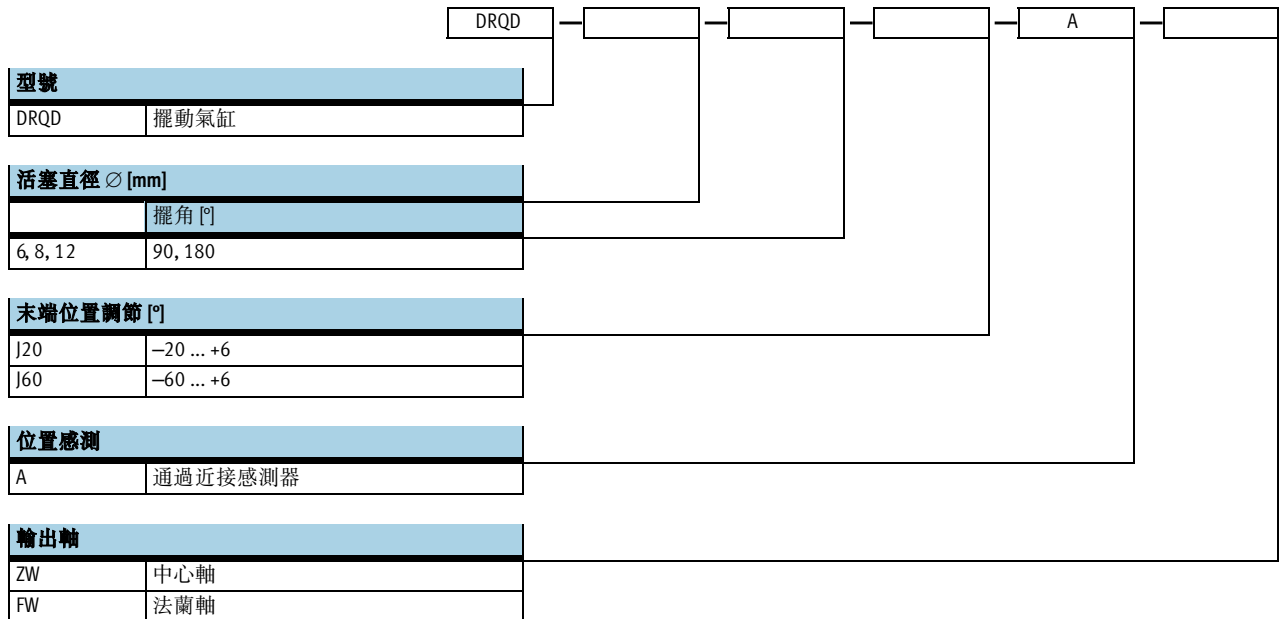 DRQD — — — — A —
型號
DRQD 擺動氣缸
活塞直徑 ∅ [mm]
擺角 [°]
6, 8, 12 90, 180
末端位置調節 [°]
J20 –20 ... +6
J60 –60 ... +6
位置感測
A 通過近接感測器
輸出軸
ZW 中心軸
FW 法蘭軸